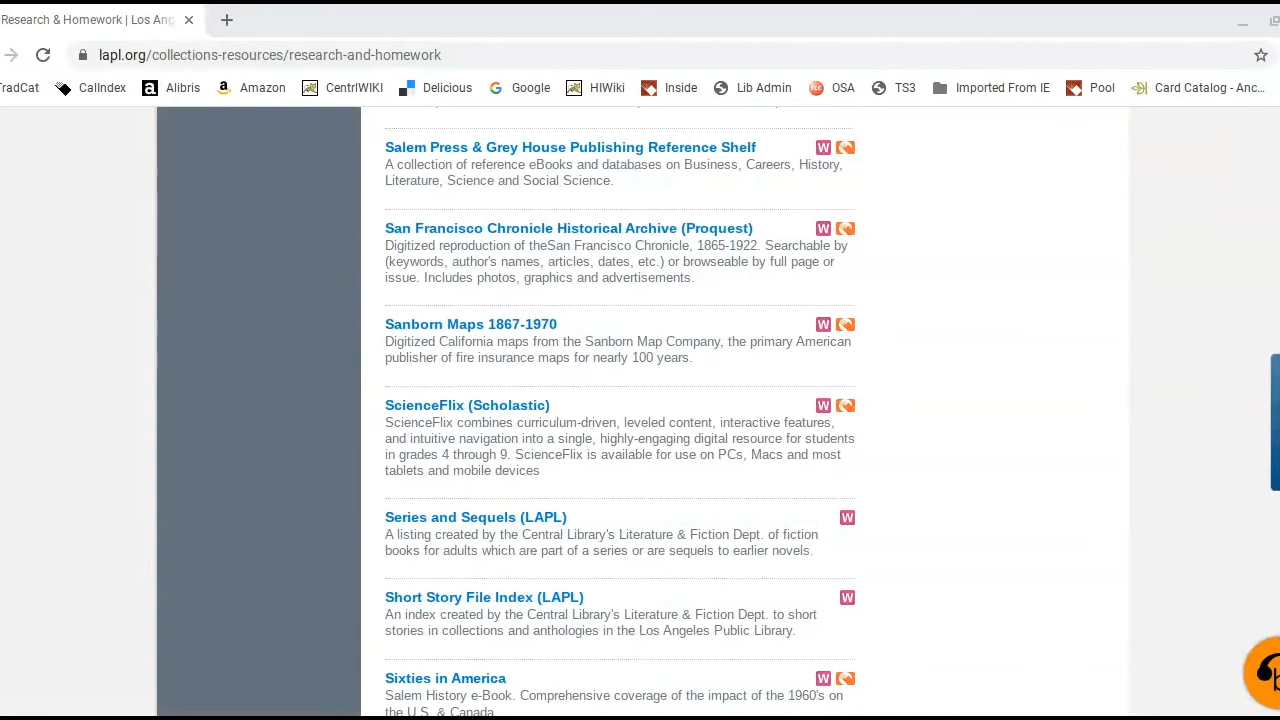 Research & Homework | Los Ang
lapl.org/collections-resources/research-and-homework
TradCat CalIndex Alibris Amazon CentrlWIKI Delicious Google HIWiki Inside Lib Admin OSA TS3 Imported From IE Pool Card Catalog - Anc...
Salem Press & Grey House Publishing Reference Shelf W
A collection of reference eBooks and databases on Business, Careers, History,
Literature, Science and Social Science.
San Francisco Chronicle Historical Archive (Proquest) W
Digitized reproduction of theSan Francisco Chronicle, 1865-1922. Searchable by
(keywords, author's names, articles, dates, etc.) or browseable by full page or
issue. Includes photos, graphics and advertisements.
Sanborn Maps 1867-1970 W
Digitized California maps from the Sanborn Map Company, the primary American
publisher of fire insurance maps for nearly 100 years.
ScienceFlix (Scholastic) W
ScienceFlix combines curriculum-driven, leveled content, interactive features,
and intuitive navigation into a single, highly-engaging digital resource for students
in grades 4 through 9. ScienceFlix is available for use on PCs, Macs and most
tablets and mobile devices
Series and Sequels (LAPL) W
A listing created by the Central Library's Literature & Fiction Dept. of fiction
books for adults which are part of a series or are sequels to earlier novels.
Short Story File Index (LAPL) W
An index created by the Central Library's Literature & Fiction Dept. to short
stories in collections and anthologies in the Los Angeles Public Library.
Sixties in America W
Salem History e-Book. Comprehensive coverage of the impact of the 1960's on
the U.S. & Canada